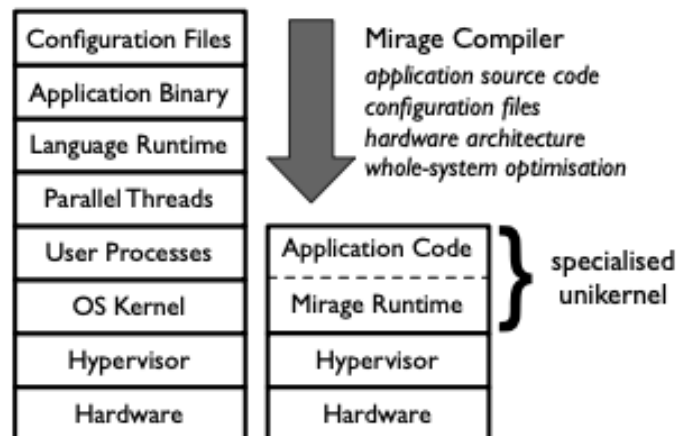 Configuration Files
Application Binary
Language Runtime
Parallel Threads
User Processes
OS Kernel
Hypervisor
Hardware
Mirage Compiler
application source code
configuration files
hardware architecture
whole-system optimisation
Application Code
Mirage Runtime
Hypervisor
Hardware
specialised
unikernel